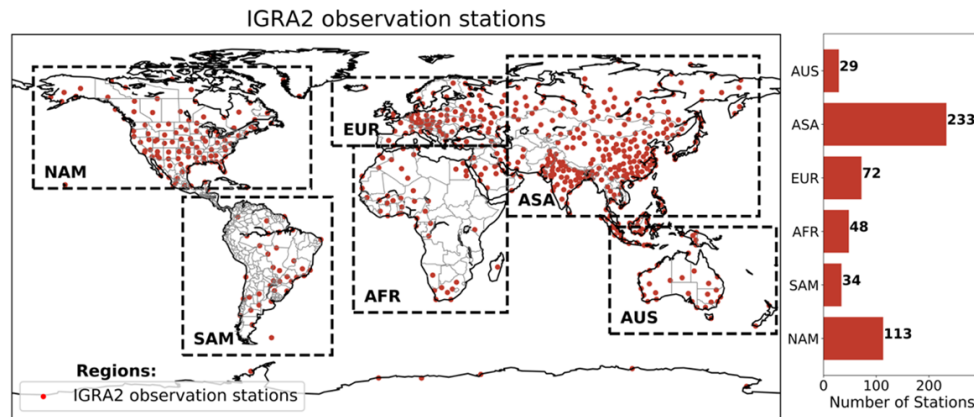 IGRA2 observation stations
NAM
SAM
EUR
AFR
ASA
AUS
Regions:
IGRA2 observation stations
AUS 29
ASA 233
EUR 72
AFR 48
SAM 34
NAM 113
0 100 200
Number of Stations